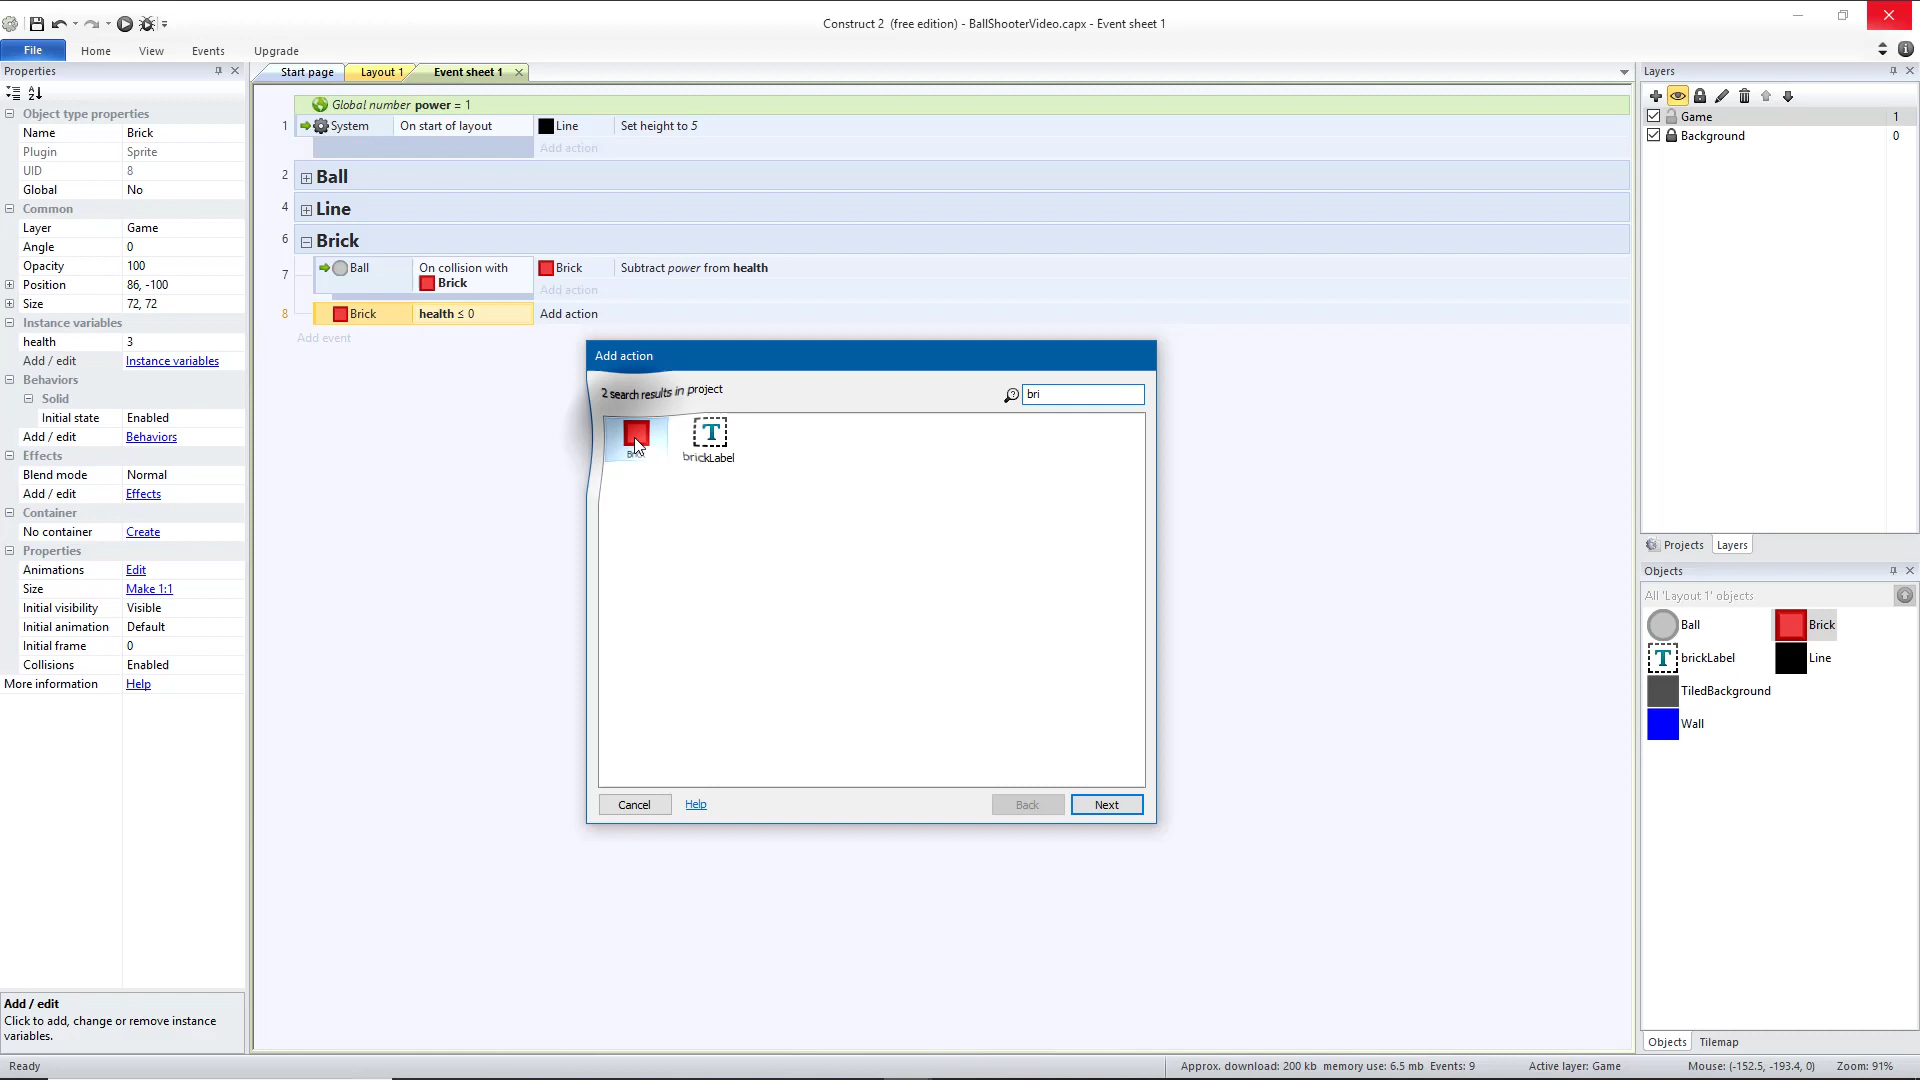 Construct 2 (free edition) - BallShooterVideo.capx - Event sheet 1
File
Home
View
Events
Upgrade
Properties
Object type properties
Name Brick
Plugin Sprite
UID 8
Global No
Common
Layer Game
Angle 0
Opacity 100
Position 86, -100
Size 72, 72
Instance variables
health 3
Add / edit Instance variables
Behaviors
Solid
Initial state Enabled
Add / edit Behaviors
Effects
Blend mode Normal
Add / edit Effects
Container
No container Create
Properties
Animations Edit
Size Make 1:1
Initial visibility Visible
Initial animation Default
Initial frame 0
Collisions Enabled
More information Help
Add / edit
Click to add, change or remove instance
variables.
Start page
Layout 1
Event sheet 1
Global number power = 1
1 System On start of layout Line Set height to 5
Add action
2 Ball
4 Line
6 Brick
7 Ball On collision with Brick Subtract power from health
Brick Add action
8 Brick health ≤ 0 Add action
Add event
Add action
2 search results in project
bri
Brick
T
brickLabel
Cancel
Help
Back
Next
Layers
Game 1
Background 0
Projects
Layers
Objects
All 'Layout 1' objects
Ball
Brick
T brickLabel
Line
TiledBackground
Wall
Objects
Tilemap
Ready
Approx. download: 200 kb memory use: 6.5 mb Events: 9
Active layer: Game
Mouse: (-152.5, -193.4, 0)
Zoom: 91%